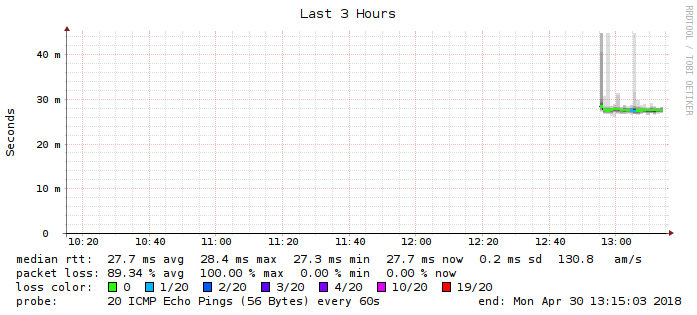 Last 3 Hours
RRDTOOL / TOBI OETIKER
Seconds
40 m
30 m
20 m
10 m
0
10:20 10:40 11:00 11:20 11:40 12:00 12:20 12:40 13:00
median rtt: 27.7 ms avg 28.4 ms max 27.3 ms min 27.7 ms now 0.2 ms sd 130.8 am/s
packet loss: 89.34 % avg 100.00 % max 0.00 % min 0.00 % now
loss color: 0 1/20 2/20 3/20 4/20 10/20 19/20
probe: 20 ICMP Echo Pings (56 Bytes) every 60s end: Mon Apr 30 13:15:03 2018